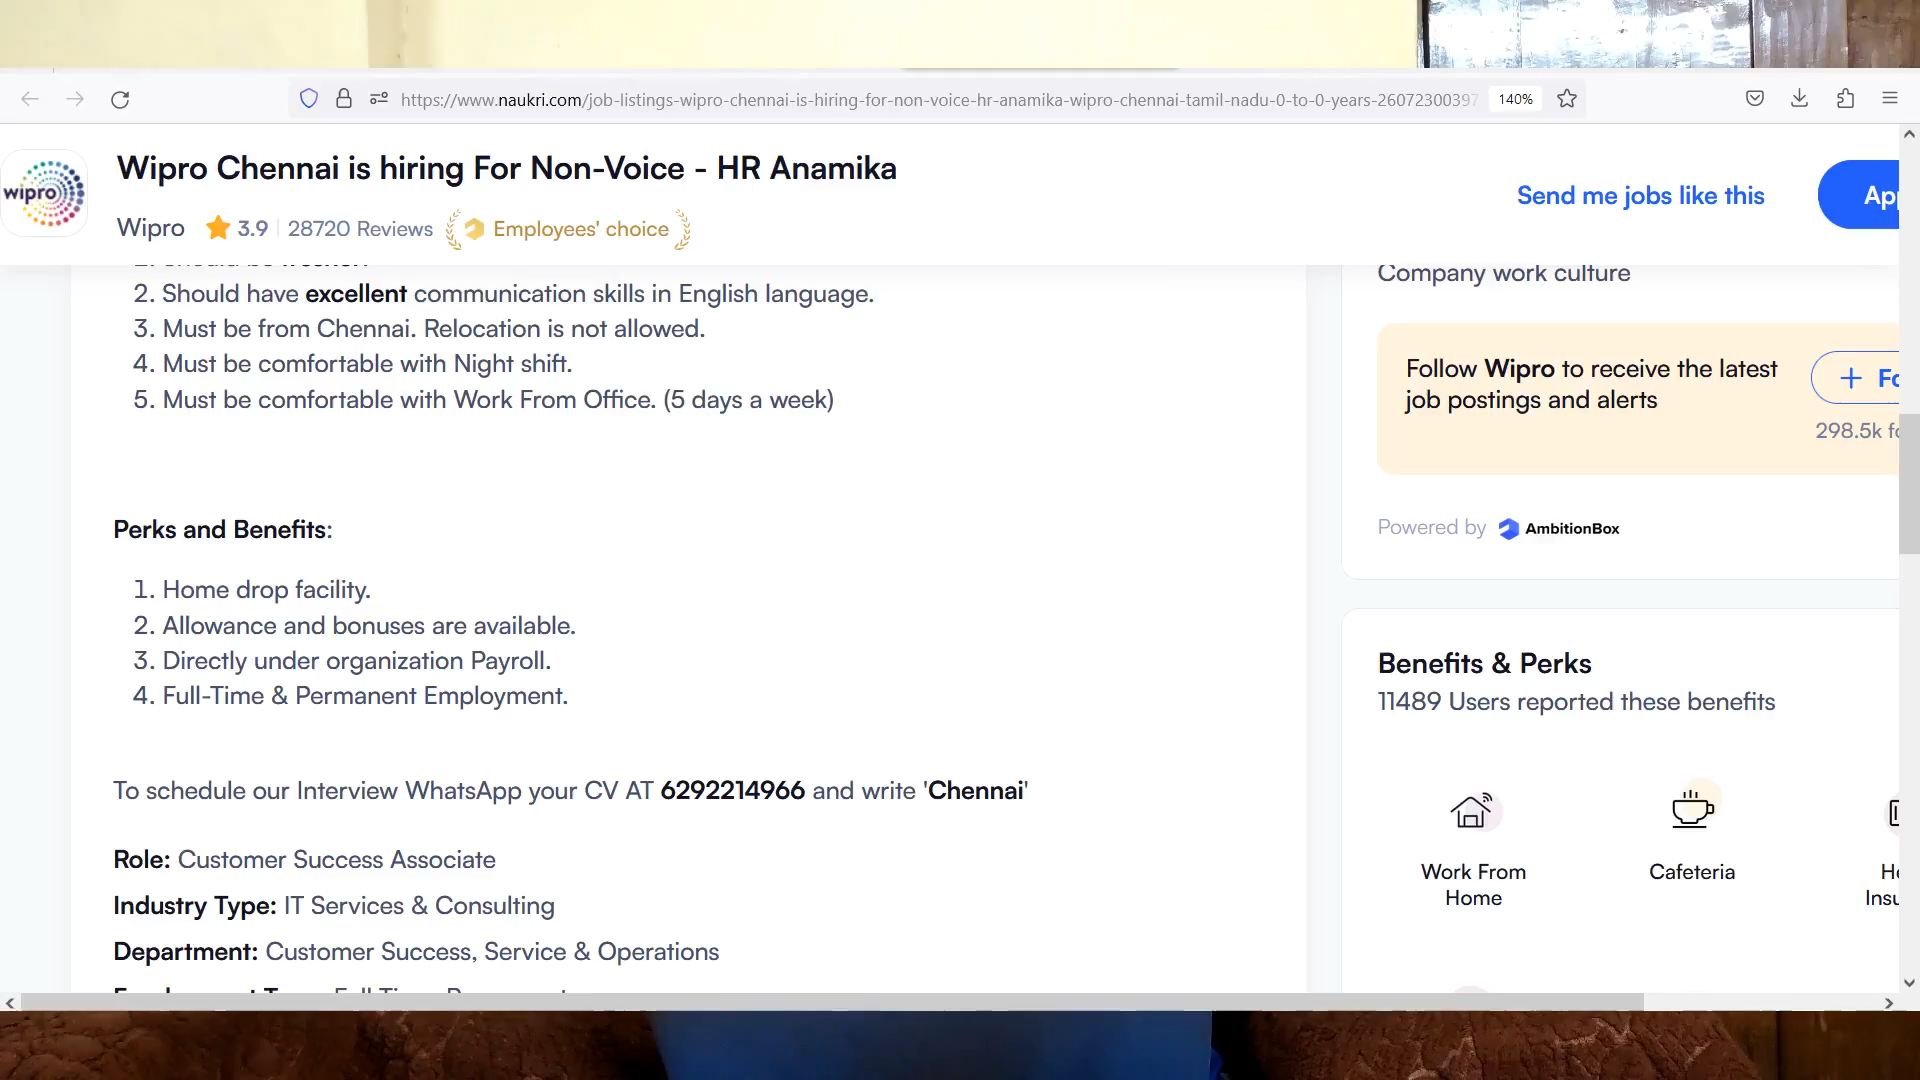 https://www.naukri.com/job-listings-wipro-chennai-is-hiring-for-non-voice-hr-anamika-wipro-chennai-tamil-nadu-0-to-0-years-26072300397
140%
wipro
Wipro Chennai is hiring For Non-Voice - HR Anamika
Wipro 3.9 28720 Reviews Employees' choice
Send me jobs like this
2. Should have excellent communication skills in English language.
3. Must be from Chennai. Relocation is not allowed.
4. Must be comfortable with Night shift.
5. Must be comfortable with Work From Office. (5 days a week)
Perks and Benefits:
1. Home drop facility.
2. Allowance and bonuses are available.
3. Directly under organization Payroll.
4. Full-Time & Permanent Employment.
To schedule our Interview WhatsApp your CV AT 6292214966 and write 'Chennai'
Role: Customer Success Associate
Industry Type: IT Services & Consulting
Department: Customer Success, Service & Operations
Company work culture
Follow Wipro to receive the latest
job postings and alerts
298.5k
Powered by AmbitionBox
Benefits & Perks
11489 Users reported these benefits
Work From
Home
Cafeteria